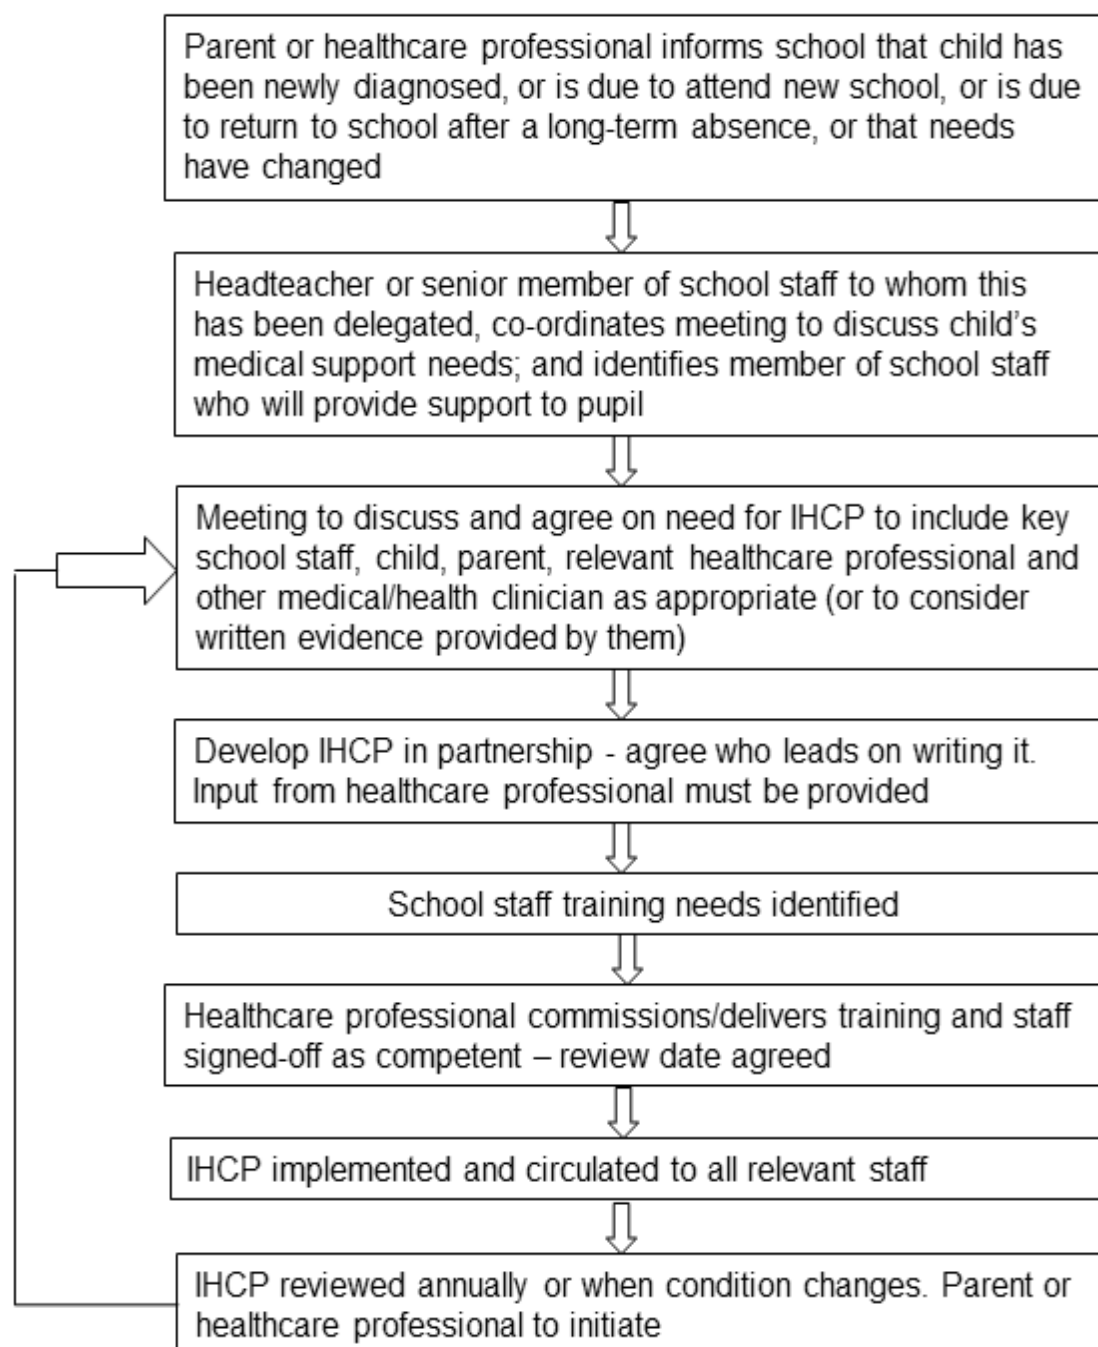 Parent or healthcare professional informs school that child has
been newly diagnosed, or is due to attend new school, or is due
to return to school after a long-term absence, or that needs
have changed
Headteacher or senior member of school staff to whom this
has been delegated, co-ordinates meeting to discuss child's
medical support needs; and identifies member of school staff
who will provide support to pupil
Meeting to discuss and agree on need for IHCP to include key
school staff, child, parent, relevant healthcare professional and
other medical/health clinician as appropriate (or to consider
written evidence provided by them)
Develop IHCP in partnership - agree who leads on writing it.
Input from healthcare professional must be provided
School staff training needs identified
Healthcare professional commissions/delivers training and staff
signed-off as competent – review date agreed
IHCP implemented and circulated to all relevant staff
IHCP reviewed annually or when condition changes. Parent or
healthcare professional to initiate